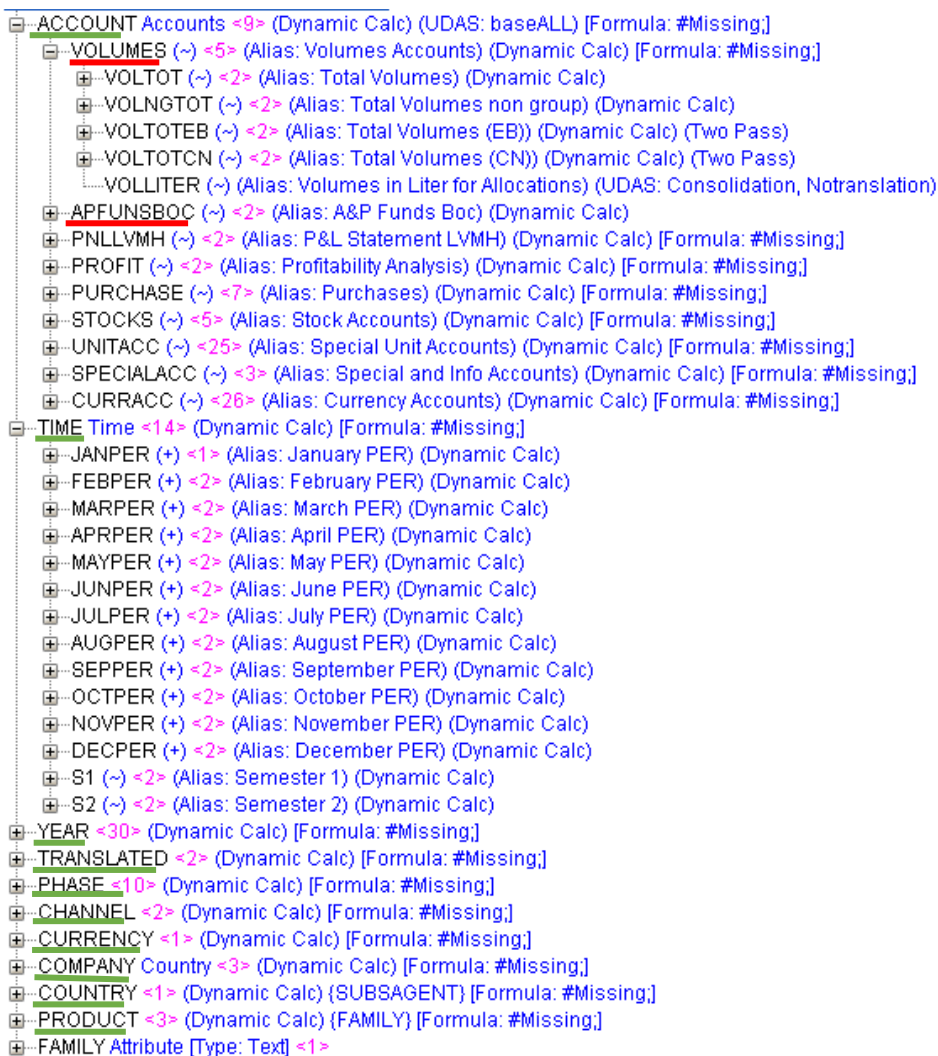 ACCOUNT Accounts <9> (Dynamic Calc) (UDAS: baseALL) [Formula: #Missing;]
VOLUMES (~) <5> (Alias: Volumes Accounts) (Dynamic Calc) [Formula: #Missing;]
VOLTOT (~) <2> (Alias: Total Volumes) (Dynamic Calc)
VOLNGTOT (~) <2> (Alias: Total Volumes non group) (Dynamic Calc)
VOLTOTEB (~) <2> (Alias: Total Volumes (EB)) (Dynamic Calc) (Two Pass)
VOLTOTCN (~) <2> (Alias: Total Volumes (CN)) (Dynamic Calc) (Two Pass)
VOLLITER (~) (Alias: Volumes in Liter for Allocations) (UDAS: Consolidation, Notranslation)
APFUNSBOC (~) <2> (Alias: A&P Funds Boc) (Dynamic Calc)
PNLLVMH (~) <2> (Alias: P&L Statement LVMH) (Dynamic Calc) [Formula: #Missing;]
PROFIT (~) <2> (Alias: Profitability Analysis) (Dynamic Calc) [Formula: #Missing;]
PURCHASE (~) <7> (Alias: Purchases) (Dynamic Calc) [Formula: #Missing;]
STOCKS (~) <5> (Alias: Stock Accounts) (Dynamic Calc) [Formula: #Missing;]
UNITACC (~) <25> (Alias: Special Unit Accounts) (Dynamic Calc) [Formula: #Missing;]
SPECIALACC (~) <3> (Alias: Special and Info Accounts) (Dynamic Calc) [Formula: #Missing;]
CURRACC (~) <26> (Alias: Currency Accounts) (Dynamic Calc) [Formula: #Missing;]
TIME Time <14> (Dynamic Calc) [Formula: #Missing;]
JANPER (+) <1> (Alias: January PER) (Dynamic Calc)
FEBPER (+) <2> (Alias: February PER) (Dynamic Calc)
MARPER (+) <2> (Alias: March PER) (Dynamic Calc)
APRPER (+) <2> (Alias: April PER) (Dynamic Calc)
MAYPER (+) <2> (Alias: May PER) (Dynamic Calc)
JUNPER (+) <2> (Alias: June PER) (Dynamic Calc)
JULPER (+) <2> (Alias: July PER) (Dynamic Calc)
AUGPER (+) <2> (Alias: August PER) (Dynamic Calc)
SEPPER (+) <2> (Alias: September PER) (Dynamic Calc)
OCTPER (+) <2> (Alias: October PER) (Dynamic Calc)
NOVPER (+) <2> (Alias: November PER) (Dynamic Calc)
DECPER (+) <2> (Alias: December PER) (Dynamic Calc)
S1 (~) <2> (Alias: Semester 1) (Dynamic Calc)
S2 (~) <2> (Alias: Semester 2) (Dynamic Calc)
YEAR <30> (Dynamic Calc) [Formula: #Missing;]
TRANSLATED <2> (Dynamic Calc) [Formula: #Missing;]
PHASE <10> (Dynamic Calc) [Formula: #Missing;]
CHANNEL <2> (Dynamic Calc) [Formula: #Missing;]
CURRENCY <1> (Dynamic Calc) [Formula: #Missing;]
COMPANY Country <3> (Dynamic Calc) [Formula: #Missing;]
COUNTRY <1> (Dynamic Calc) {SUBSAGENT} [Formula: #Missing;]
PRODUCT <3> (Dynamic Calc) {FAMILY} [Formula: #Missing;]
FAMILY Attribute [Type: Text] <1>